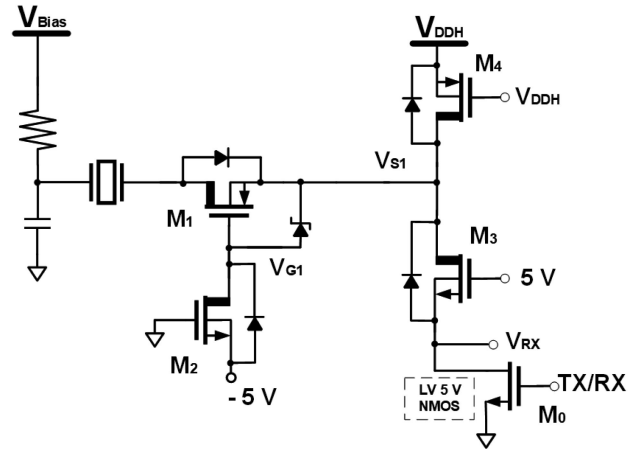 VBias
VDDH
M4
VDDH
VS1
M1
M3
VG1
5 V
M2
VRX
TX/RX
- 5 V
LV 5 V
NMOS
M0